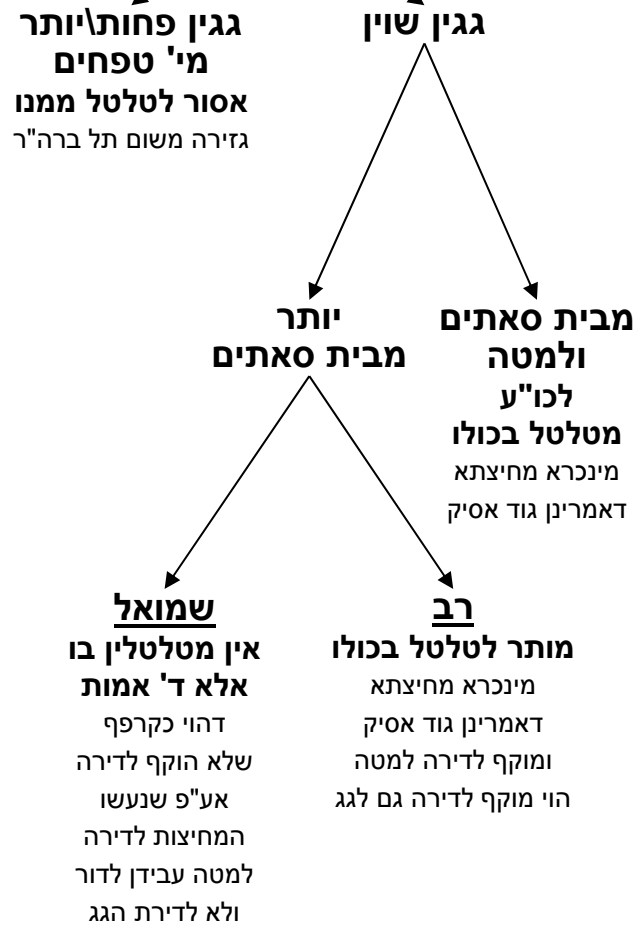 גגין שוין
גגין פחות\יותר
מי' טפחים
אסור לטלטל ממנו
גזירה משום תל ברה"ר
מבית סאתים
ולמטה
לכו"ע
מטלטל בכולו
מינכרא מחיצתא
דאמרינן גוד אסיק
יותר
מבית סאתים
רב
מותר לטלטל בכולו
מינכרא מחיצתא
דאמרינן גוד אסיק
ומוקף לדירה למטה
הוי מוקף לדירה גם לגג
שמואל
אין מטלטלין בו
אלא ד' אמות
דהוי כקרפף
שלא הוקף לדירה
אע"פ שנעשו
המחיצות לדירה
למטה עבידן לדור
ולא לדירת הגג